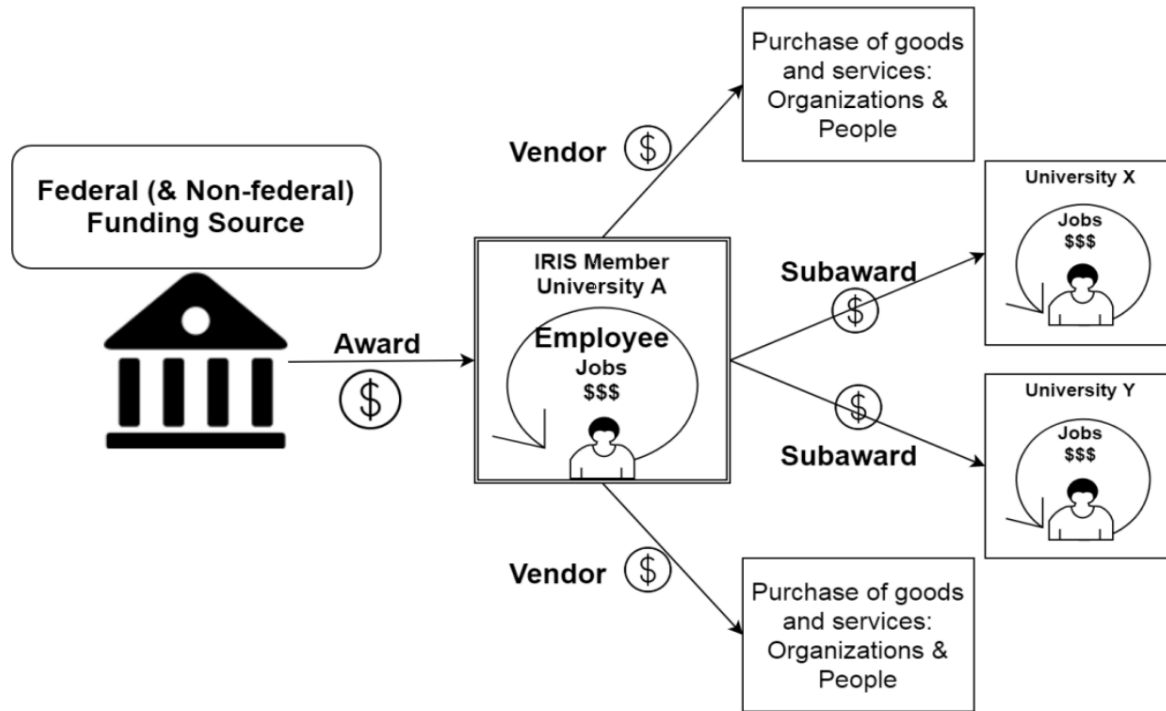 Federal (& Non-federal)
Funding Source
Award
$
IRIS Member
University A
Employee
Jobs
$$$
Vendor $
Purchase of goods
and services:
Organizations &
People
Subaward
$
University X
Jobs
$$$
$
Subaward
University Y
Jobs
$$$
Vendor $
Purchase of goods
and services:
Organizations &
People